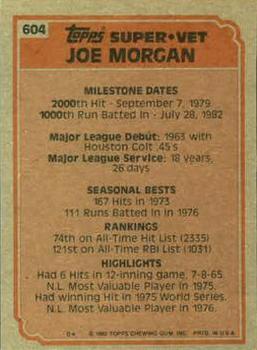 604
Topps SUPER•VET
JOE MORGAN
MILESTONE DATES
2000th Hit - September 7, 1979
1000th Run Batted In - July 28, 1982
Major League Debut: 1963 with
Houston Colt .45's
Major League Service: 18 years,
26 days
SEASONAL BESTS
167 Hits in 1973
111 Runs Batted In in 1976
RANKINGS
74th on All-Time Hit List (2335)
121st on All-Time RBI List (1031)
HIGHLIGHTS
Had 6 Hits in 12-inning game, 7-8-65
N.L. Most Valuable Player in 1975.
Had winning Hit in 1975 World Series.
N.L. Most Valuable Player in 1976.
© 1983 TOPPS CHEWING GUM, INC. PRTD. IN U.S.A.